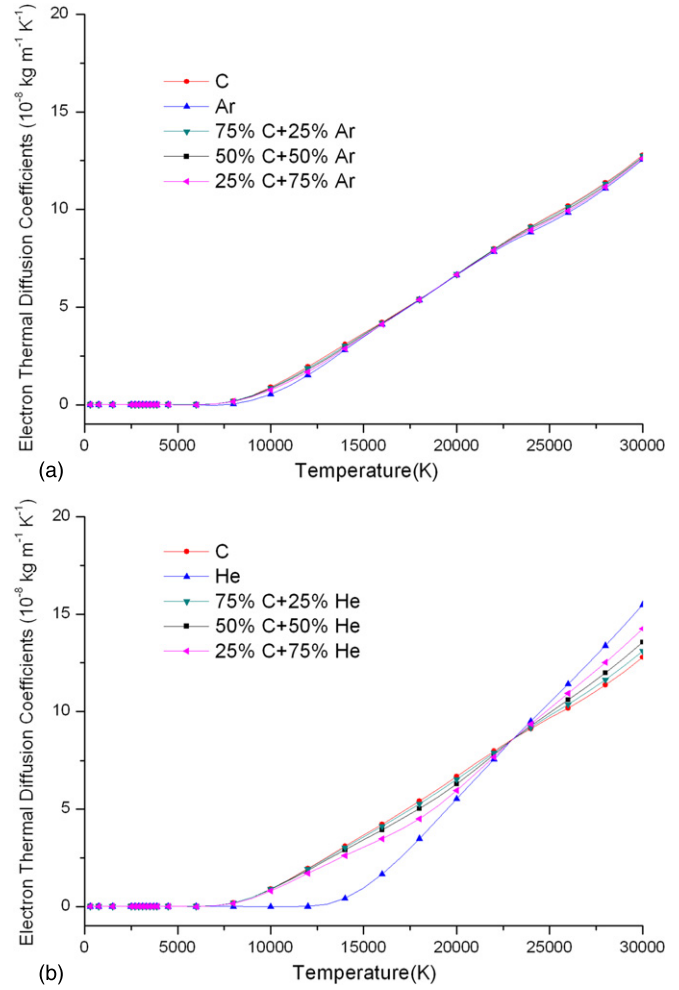 20
15
10
5
0
Electron Thermal Diffusion Coefficients (10⁻⁸ kg m⁻¹ K⁻¹)
C
Ar
75% C+25% Ar
50% C+50% Ar
25% C+75% Ar
0 5000 10000 15000 20000 25000 30000
Temperature(K)
(a)
20
15
10
5
0
Electron Thermal Diffusion Coefficients (10⁻⁸ kg m⁻¹ K⁻¹)
C
He
75% C+25% He
50% C+50% He
25% C+75% He
0 5000 10000 15000 20000 25000 30000
Temperature(K)
(b)